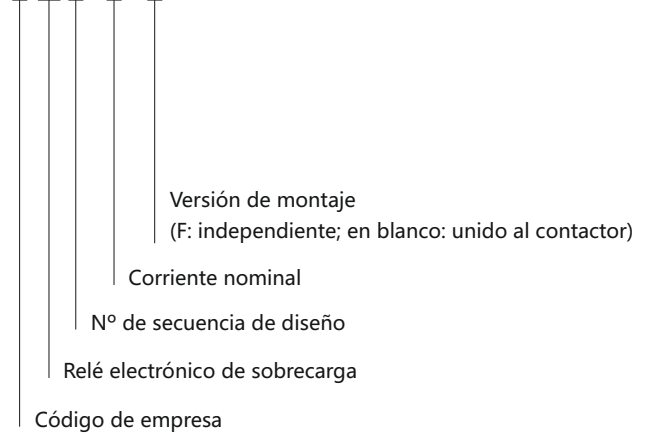 Versión de montaje
(F: independiente; en blanco: unido al contactor)
Corriente nominal
Nº de secuencia de diseño
Relé electrónico de sobrecarga
Código de empresa